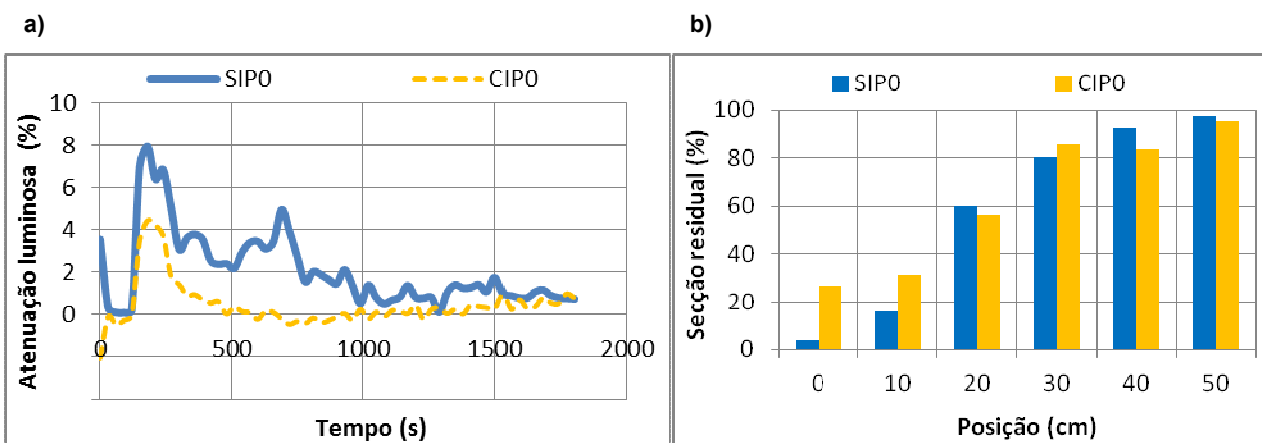 a)
SIP0 CIP0
Atenuação luminosa (%)
10
8
6
4
2
0
0 500 1000 1500 2000
Tempo (s)
b)
SIP0 CIP0
Secção residual (%)
100
80
60
40
20
0
0 10 20 30 40 50
Posição (cm)